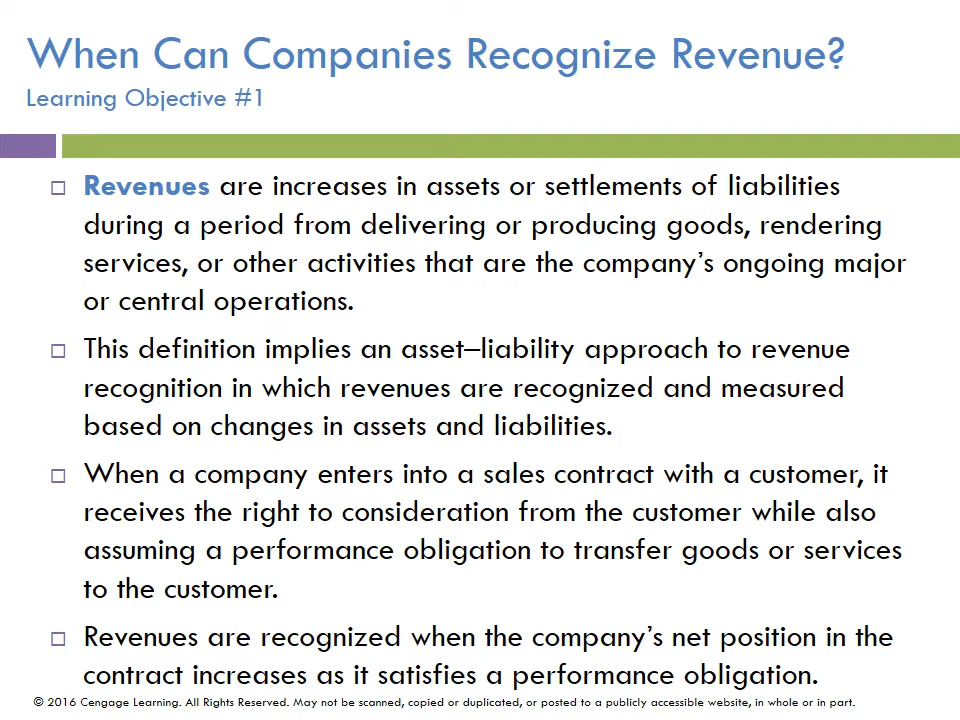 When Can Companies Recognize Revenue?
Learning Objective #1
Revenues are increases in assets or settlements of liabilities
during a period from delivering or producing goods, rendering
services, or other activities that are the company’s ongoing major
or central operations.
This definition implies an asset–liability approach to revenue
recognition in which revenues are recognized and measured
based on changes in assets and liabilities.
When a company enters into a sales contract with a customer, it
receives the right to consideration from the customer while also
assuming a performance obligation to transfer goods or services
to the customer.
Revenues are recognized when the company’s net position in the
contract increases as it satisfies a performance obligation.
© 2016 Cengage Learning. All Rights Reserved. May not be scanned, copied or duplicated, or posted to a publicly accessible website, in whole or in part.